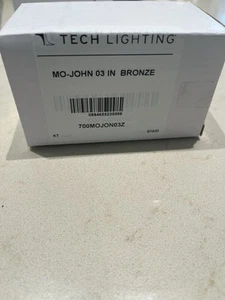 TECH LIGHTING
MO-JOHN 03 IN BRONZE
700MOJON03Z